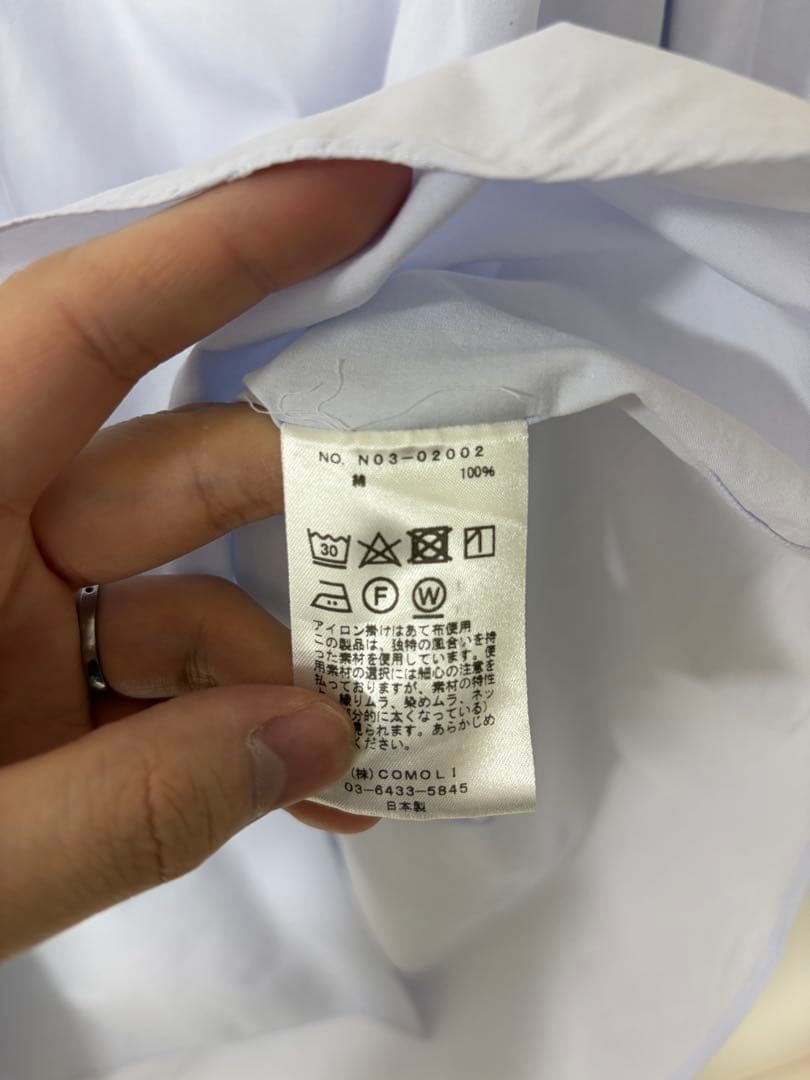 NO. N03-02002
綿 100%
30
F W
アイロン掛けはあて布使用
この製品は、独特の風合いを持
った素材を使用しています。使
用素材の選択には細心の注意を
払っておりますが、素材の特性
、織りムラ、染めムラ、ネッ
部分的に太くなっている)
見られます。あらかじめ
ください。
(株)COMOLI
03-6433-5845
日本製